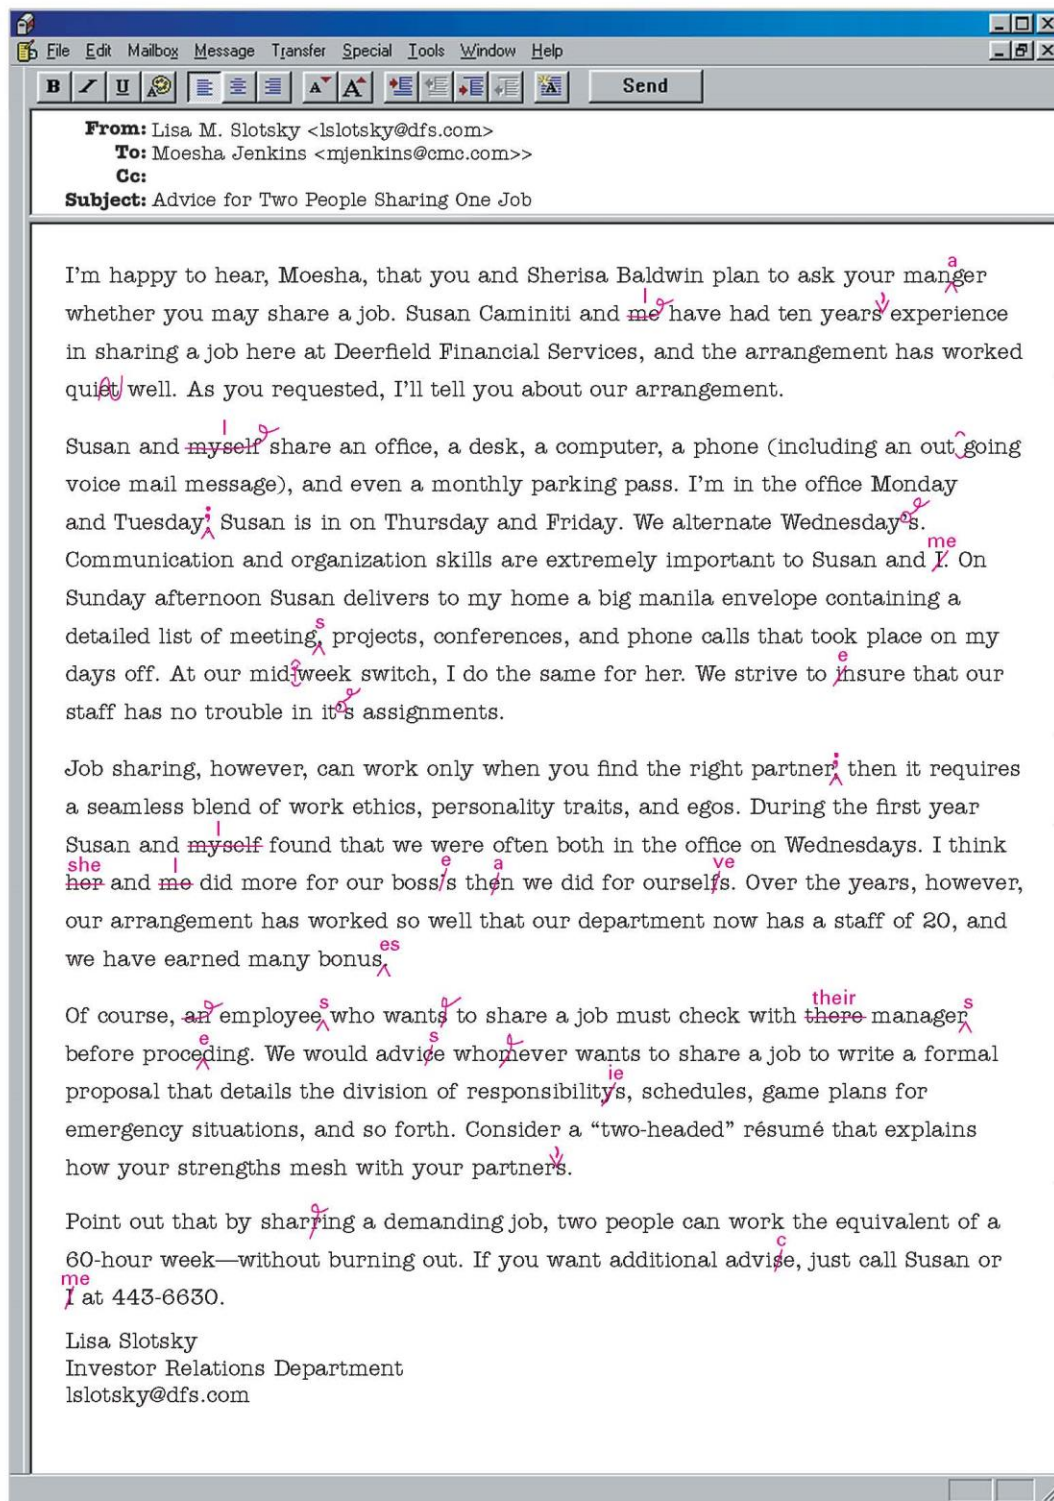 File Edit Mailbox Message Transfer Special Tools Window Help
B I U A A A A Send
From: Lisa M. Slotsky <lslotsky@dfs.com>
To: Moesha Jenkins <mjenkins@cmc.com>>
Cc:
Subject: Advice for Two People Sharing One Job
a
I'm happy to hear, Moesha, that you and Sherisa Baldwin plan to ask your manger
I
whether you may share a job. Susan Caminiti and me have had ten years' experience
in sharing a job here at Deerfield Financial Services, and the arrangement has worked
quiet well. As you requested, I'll tell you about our arrangement.
I
Susan and myself share an office, a desk, a computer, a phone (including an out going
voice mail message), and even a monthly parking pass. I'm in the office Monday
and Tuesday; Susan is in on Thursday and Friday. We alternate Wednesday's.
me
Communication and organization skills are extremely important to Susan and I. On
Sunday afternoon Susan delivers to my home a big manila envelope containing a
s
detailed list of meeting, projects, conferences, and phone calls that took place on my
e
days off. At our mid-week switch, I do the same for her. We strive to insure that our
staff has no trouble in it's assignments.
Job sharing, however, can work only when you find the right partner; then it requires
a seamless blend of work ethics, personality traits, and egos. During the first year
I
Susan and myself found that we were often both in the office on Wednesdays. I think
she I e a ve
her and me did more for our boss's then we did for ourselfs. Over the years, however,
our arrangement has worked so well that our department now has a staff of 20, and
es
we have earned many bonus.
s their s
Of course, an employee who wants to share a job must check with there manager
e s
before proceding. We would advice whomever wants to share a job to write a formal
ie
proposal that details the division of responsibilitys, schedules, game plans for
emergency situations, and so forth. Consider a “two-headed” résumé that explains
how your strengths mesh with your partner's.
Point out that by sharring a demanding job, two people can work the equivalent of a
c
60-hour week—without burning out. If you want additional advise, just call Susan or
me
I at 443-6630.
Lisa Slotsky
Investor Relations Department
lslotsky@dfs.com